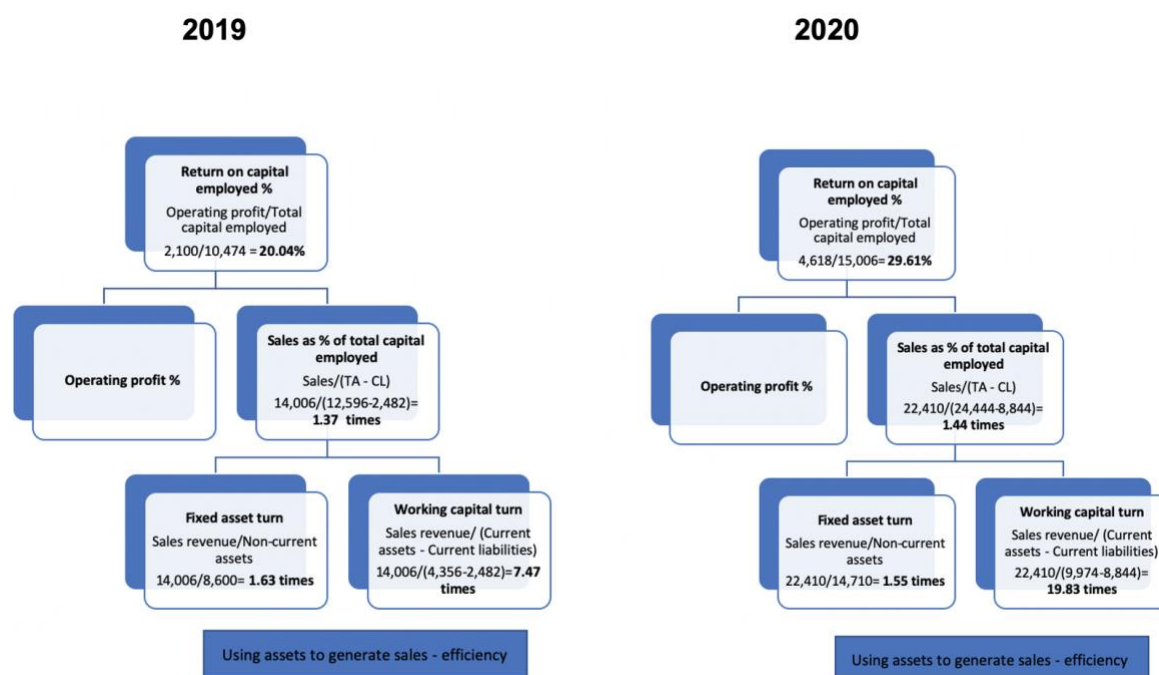 2019
Return on capital
employed %
Operating profit/Total
capital employed
2,100/10,474 = 20.04%
Operating profit %
Sales as % of total capital
employed
Sales/(TA - CL)
14,006/(12,596-2,482)=
1.37 times
Fixed asset turn
Sales revenue/Non-current
assets
14,006/8,600= 1.63 times
Working capital turn
Sales revenue/ (Current
assets - Current liabilities)
14,006/(4,356-2,482)=7.47
times
Using assets to generate sales - efficiency
2020
Return on capital
employed %
Operating profit/Total
capital employed
4,618/15,006= 29.61%
Operating profit %
Sales as % of total capital
employed
Sales/(TA - CL)
22,410/(24,444-8,844)=
1.44 times
Fixed asset turn
Sales revenue/Non-current
assets
22,410/14,710= 1.55 times
Working capital turn
Sales revenue/ (Current
assets - Current liabilities)
22,410/(9,974-8,844)=
19.83 times
Using assets to generate sales - efficiency